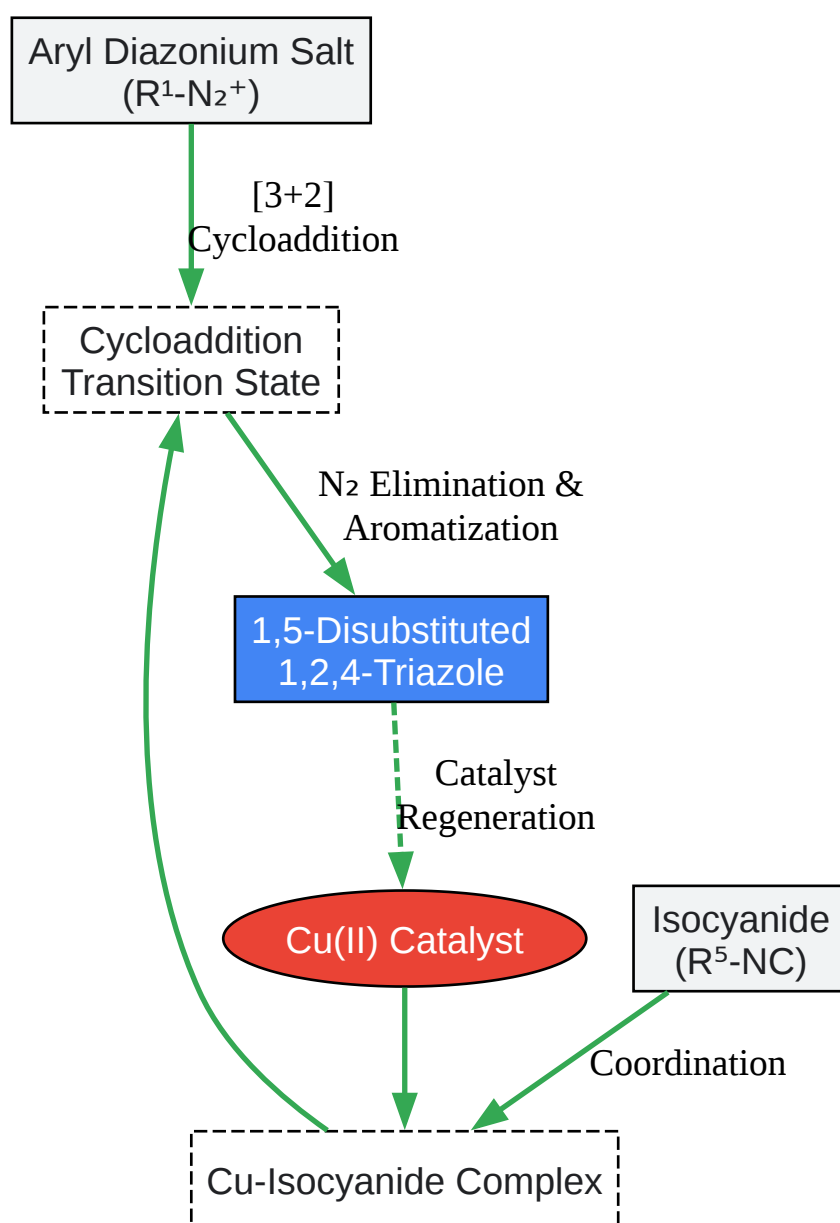 Aryl Diazonium Salt
(R¹-N₂⁺)
[3+2]
Cycloaddition
Cycloaddition
Transition State
N₂ Elimination &
Aromatization
1,5-Disubstituted
1,2,4-Triazole
Catalyst
Regeneration
Cu(II) Catalyst
Isocyanide
(R⁵-NC)
Coordination
Cu-Isocyanide Complex